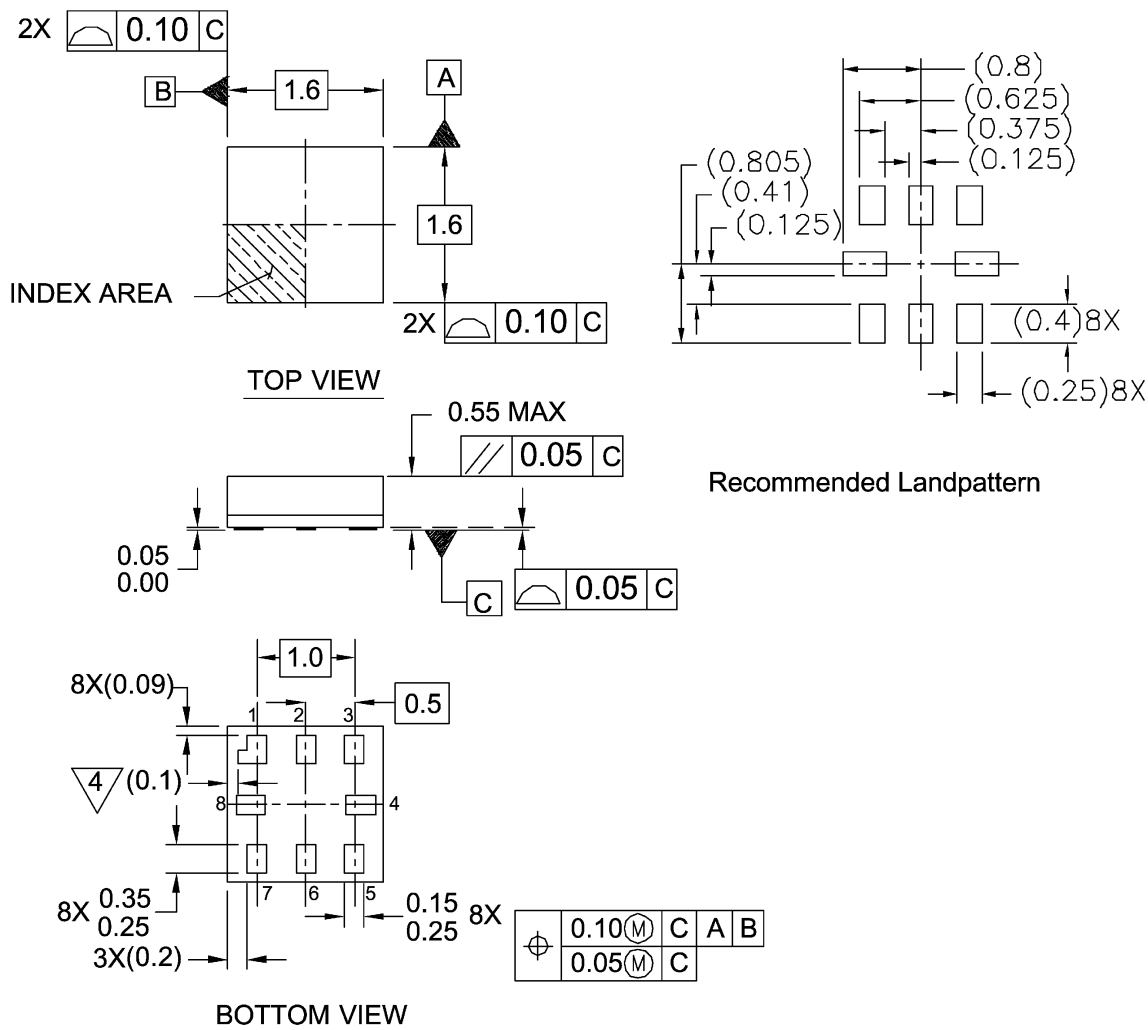 2X 0.10 C
B
1.6
A
1.6
INDEX AREA
2X 0.10 C
TOP VIEW
(0.8)
(0.625)
(0.375)
(0.125)
(0.805)
(0.41)
(0.125)
(0.4)8X
(0.25)8X
Recommended Landpattern
0.55 MAX
// 0.05 C
0.05
0.00
C
0.05 C
1.0
8X(0.09)
0.5
1 2 3
4 (0.1)
8 4
7 6 5
8X 0.35
0.25
0.15 8X
0.25
3X(0.2)
0.10 M C A B
0.05 M C
BOTTOM VIEW